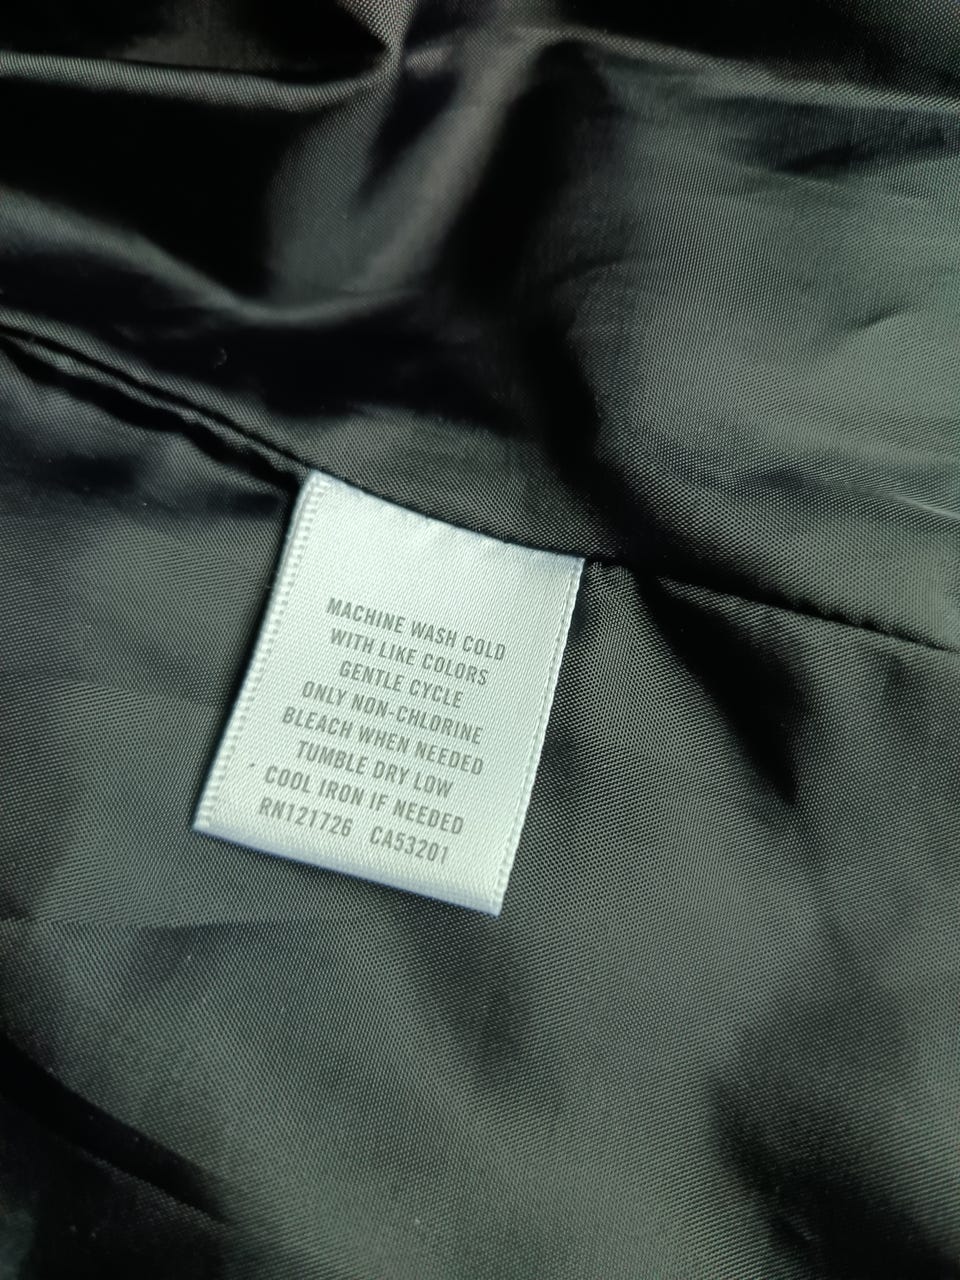 MACHINE WASH COLD
WITH LIKE COLORS
GENTLE CYCLE
ONLY NON-CHLORINE
BLEACH WHEN NEEDED
TUMBLE DRY LOW
COOL IRON IF NEEDED
RN121726 CA53201